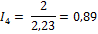 I₄ = 2/2,23 = 0,89